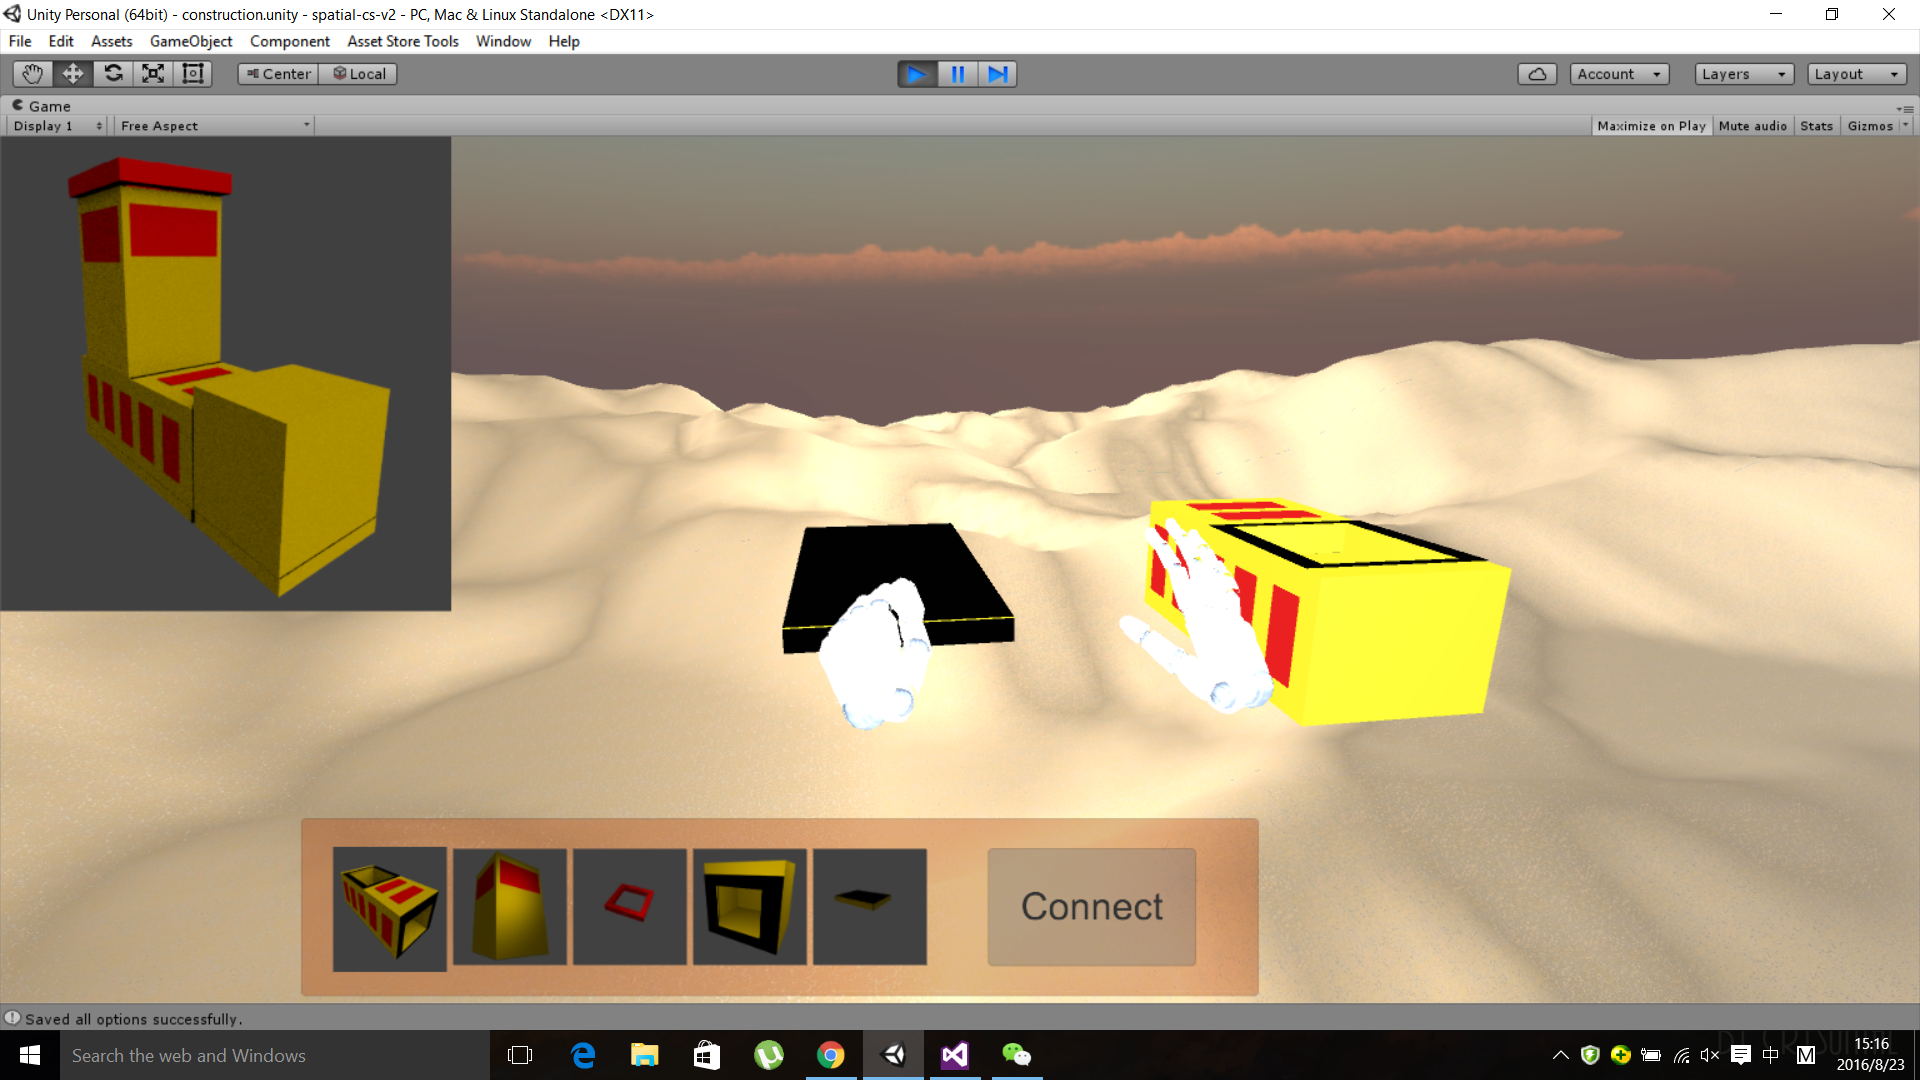 Unity Personal (64bit) - construction.unity - spatial-cs-v2 - PC, Mac & Linux Standalone <DX11>
File Edit Assets GameObject Component Asset Store Tools Window Help
Center Local Account Layers Layout
Game
Display 1 Free Aspect Maximize on Play Mute audio Stats Gizmos
Connect
Saved all options successfully.
Search the web and Windows
中 M
15:16
2016/8/23